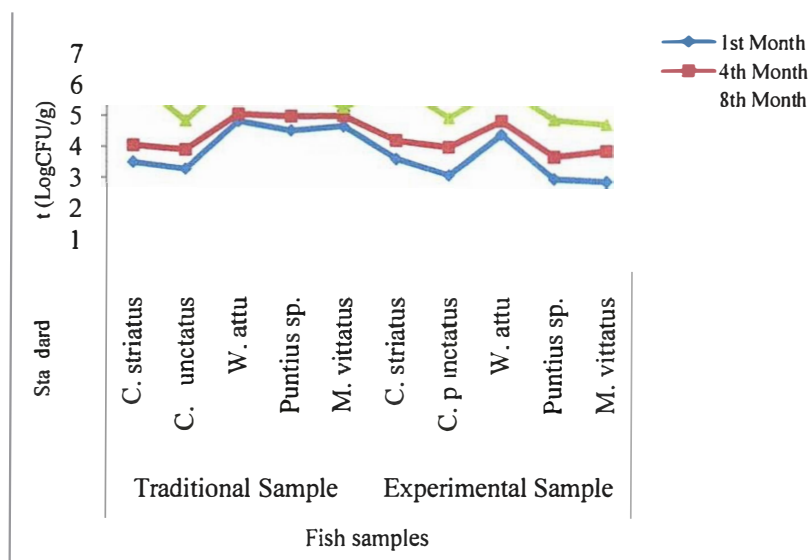 7
6
5
4
3
2
1
t (LogCFU/g)
Sta dard
C. striatus
C. unctatus
W. attu
Puntius sp.
M. vittatus
C. striatus
C. p inctatus
W. attu
Puntius sp.
M. vittatus
Traditional Sample
Experimental Sample
Fish samples
1st Month
4th Month
8th Month